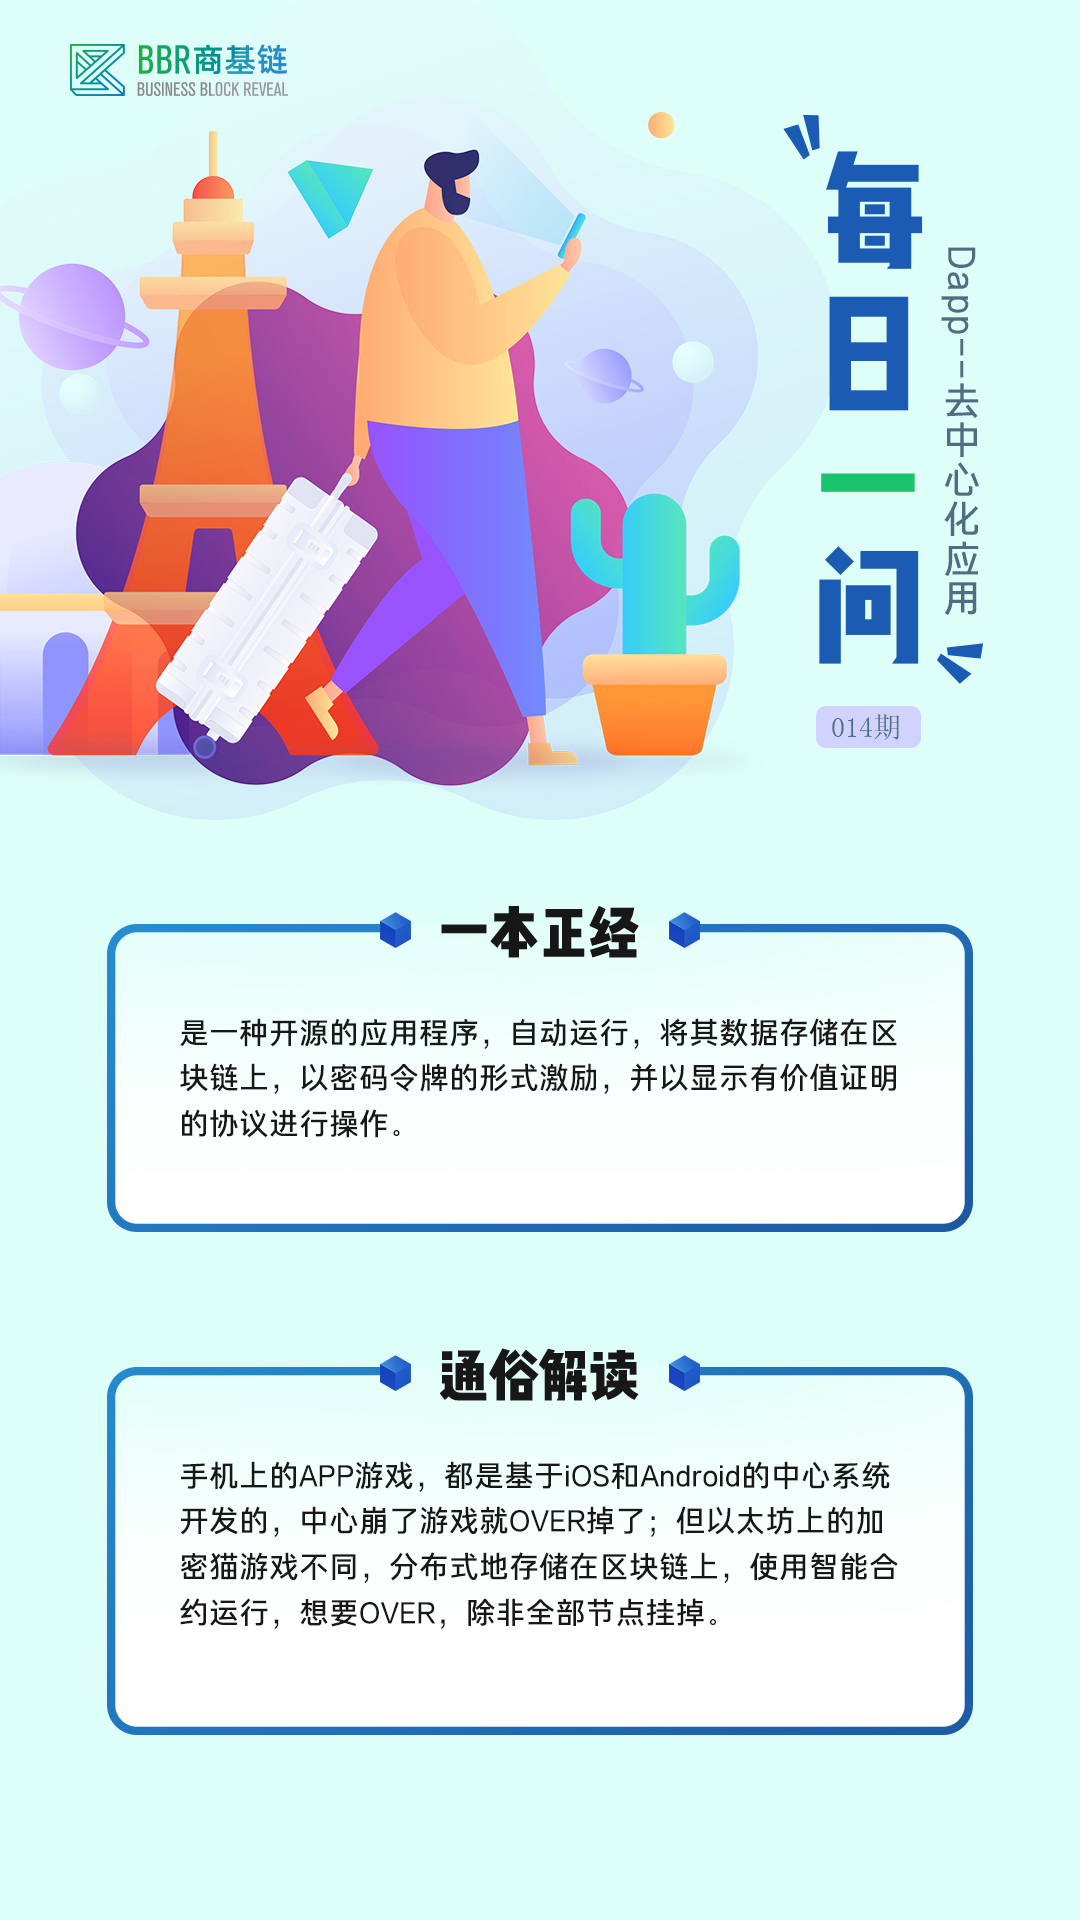 BBR商基链
BUSINESS BLOCK REVEAL
每日一问
Dapp--去中心化应用
014期
一本正经
是一种开源的应用程序，自动运行，将其数据存储在区
块链上，以密码令牌的形式激励，并以显示有价值证明
的协议进行操作。
通俗解读
手机上的APP游戏，都是基于iOS和Android的中心系统
开发的，中心崩了游戏就OVER掉了；但以太坊上的加
密猫游戏不同，分布式地存储在区块链上，使用智能合
约运行，想要OVER，除非全部节点挂掉。